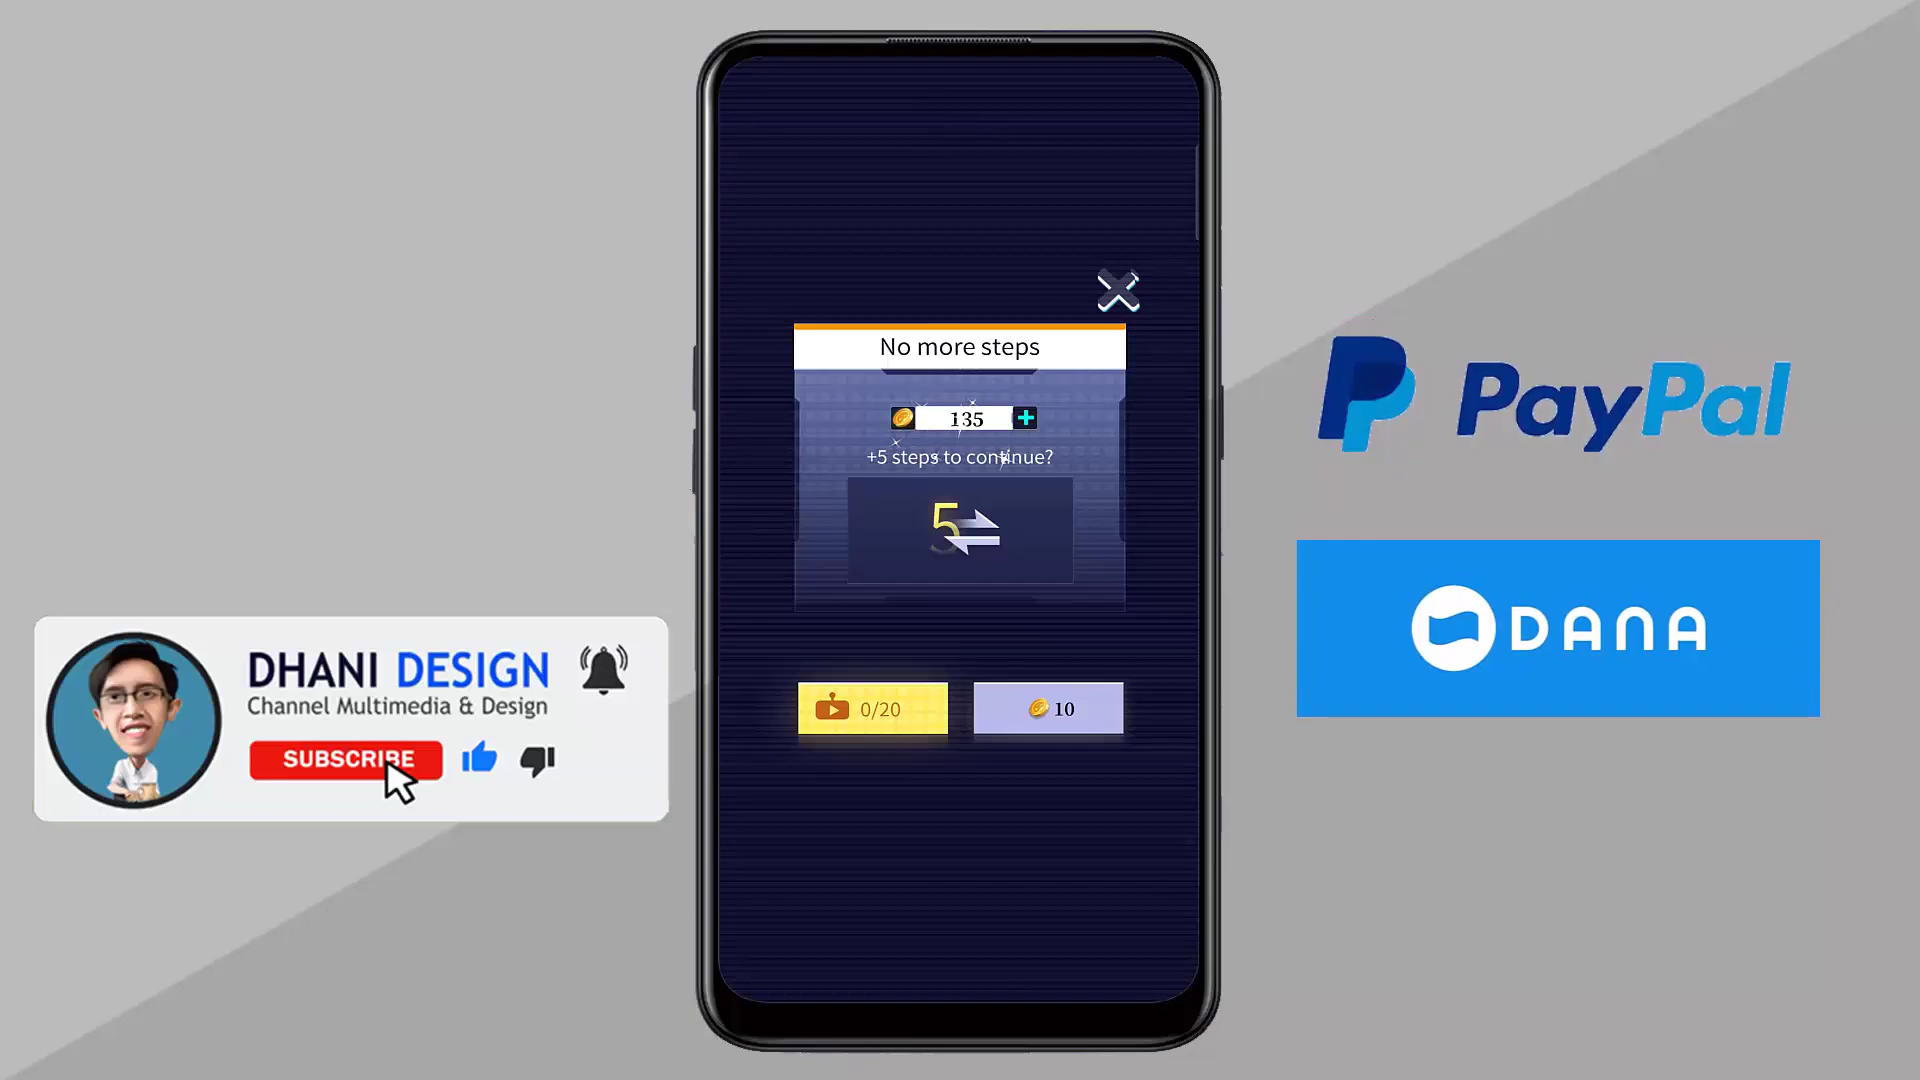 No more steps
135
+5 steps to continue?
5
0/20
10
DHANI DESIGN
Channel Multimedia & Design
SUBSCRIBE
PayPal
DANA